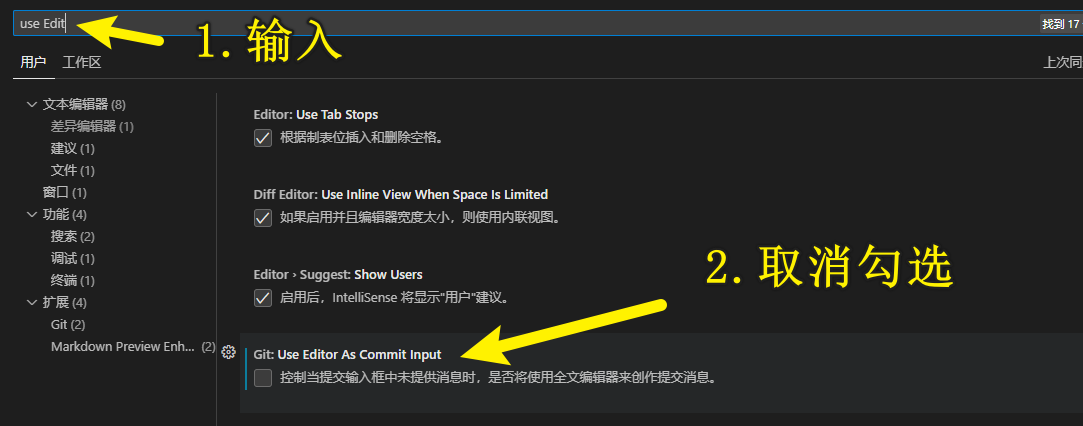 use Edit
找到 17
1.输入
用户 工作区
上次同
文本编辑器 (8)
差异编辑器 (1)
建议 (1)
文件 (1)
窗口 (1)
功能 (4)
搜索 (2)
调试 (1)
终端 (1)
扩展 (4)
Git (2)
Markdown Preview Enh... (2)
Editor: Use Tab Stops
根据制表位插入和删除空格。
Diff Editor: Use Inline View When Space Is Limited
如果启用并且编辑器宽度太小，则使用内联视图。
Editor › Suggest: Show Users
启用后，IntelliSense 将显示"用户"建议。
2.取消勾选
Git: Use Editor As Commit Input
控制当提交输入框中未提供消息时，是否将使用全文编辑器来创作提交消息。